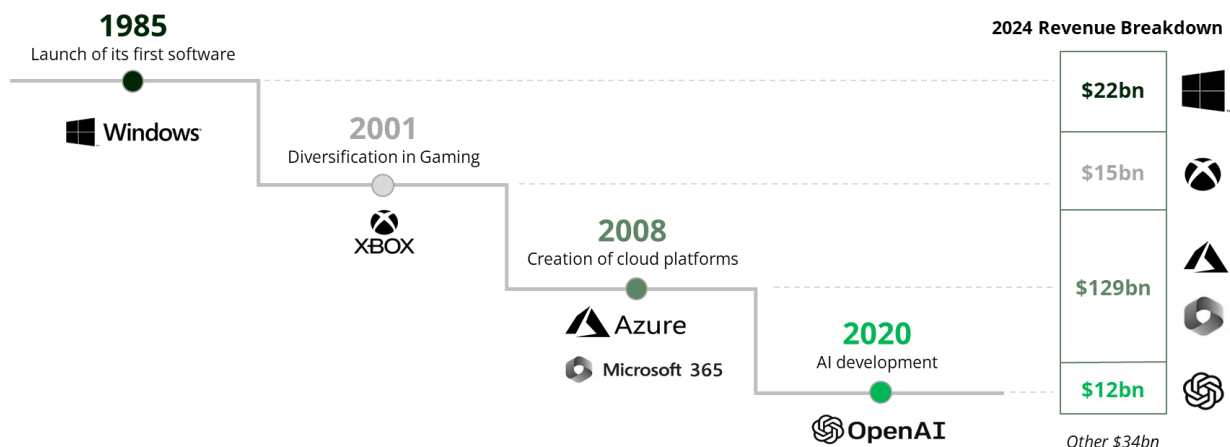 1985
Launch of its first software
Windows
2001
Diversification in Gaming
XBOX
2008
Creation of cloud platforms
Azure
Microsoft 365
2020
AI development
OpenAI
2024 Revenue Breakdown
$22bn
$15bn
$129bn
$12bn
Other $34bn